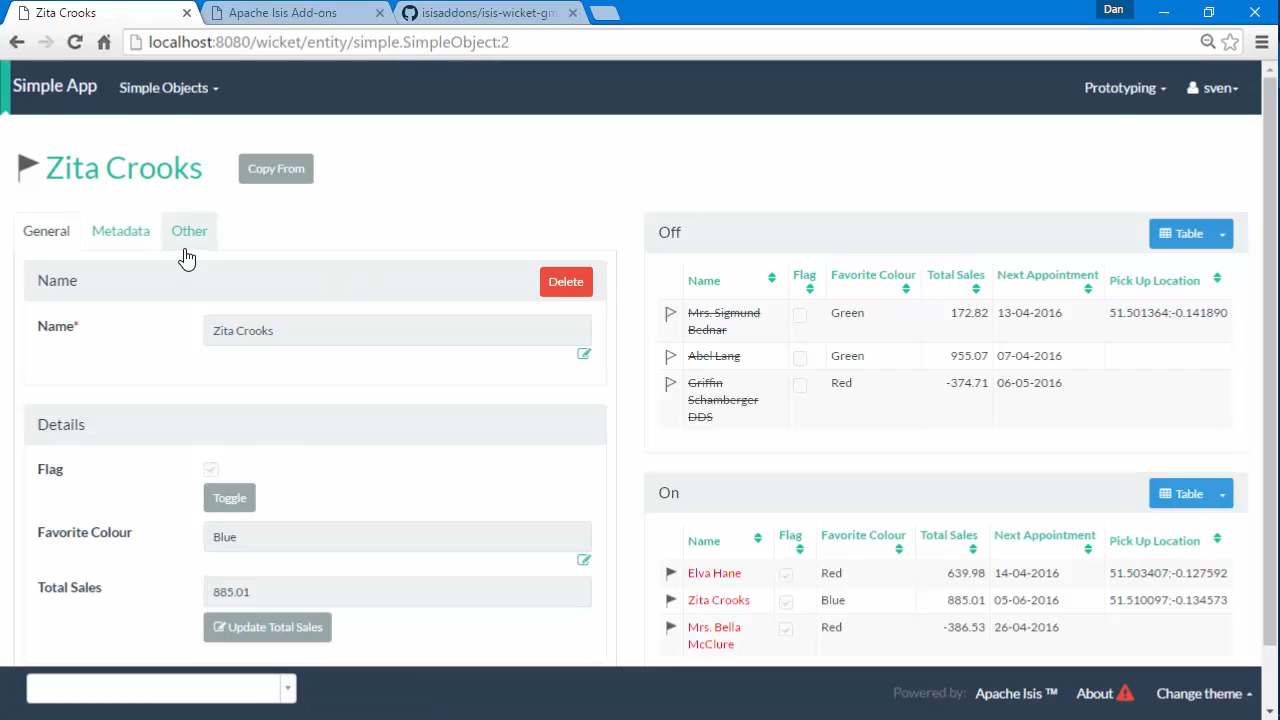 Zita Crooks
Apache Isis Add-ons
isisaddons/isis-wicket-gm
Dan
localhost:8080/wicket/entity/simple.SimpleObject:2
Simple App
Simple Objects
Prototyping
sven
Zita Crooks
Copy From
General
Metadata
Other
Name
Delete
Name*
Zita Crooks
Details
Flag
Toggle
Favorite Colour
Blue
Total Sales
885.01
Update Total Sales
Off
Table
Name Flag Favorite Colour Total Sales Next Appointment Pick Up Location
Mrs. Sigmund Green 172.82 13-04-2016 51.501364;-0.141890
Bednar
Abel Lang Green 955.07 07-04-2016
Griffin Red -374.71 06-05-2016
Schamberger
DDS
On
Table
Name Flag Favorite Colour Total Sales Next Appointment Pick Up Location
Elva Hane Red 639.98 14-04-2016 51.503407;-0.127592
Zita Crooks Blue 885.01 05-06-2016 51.510097;-0.134573
Mrs. Bella Red -386.53 26-04-2016
McClure
Powered by: Apache Isis ™
About
Change theme